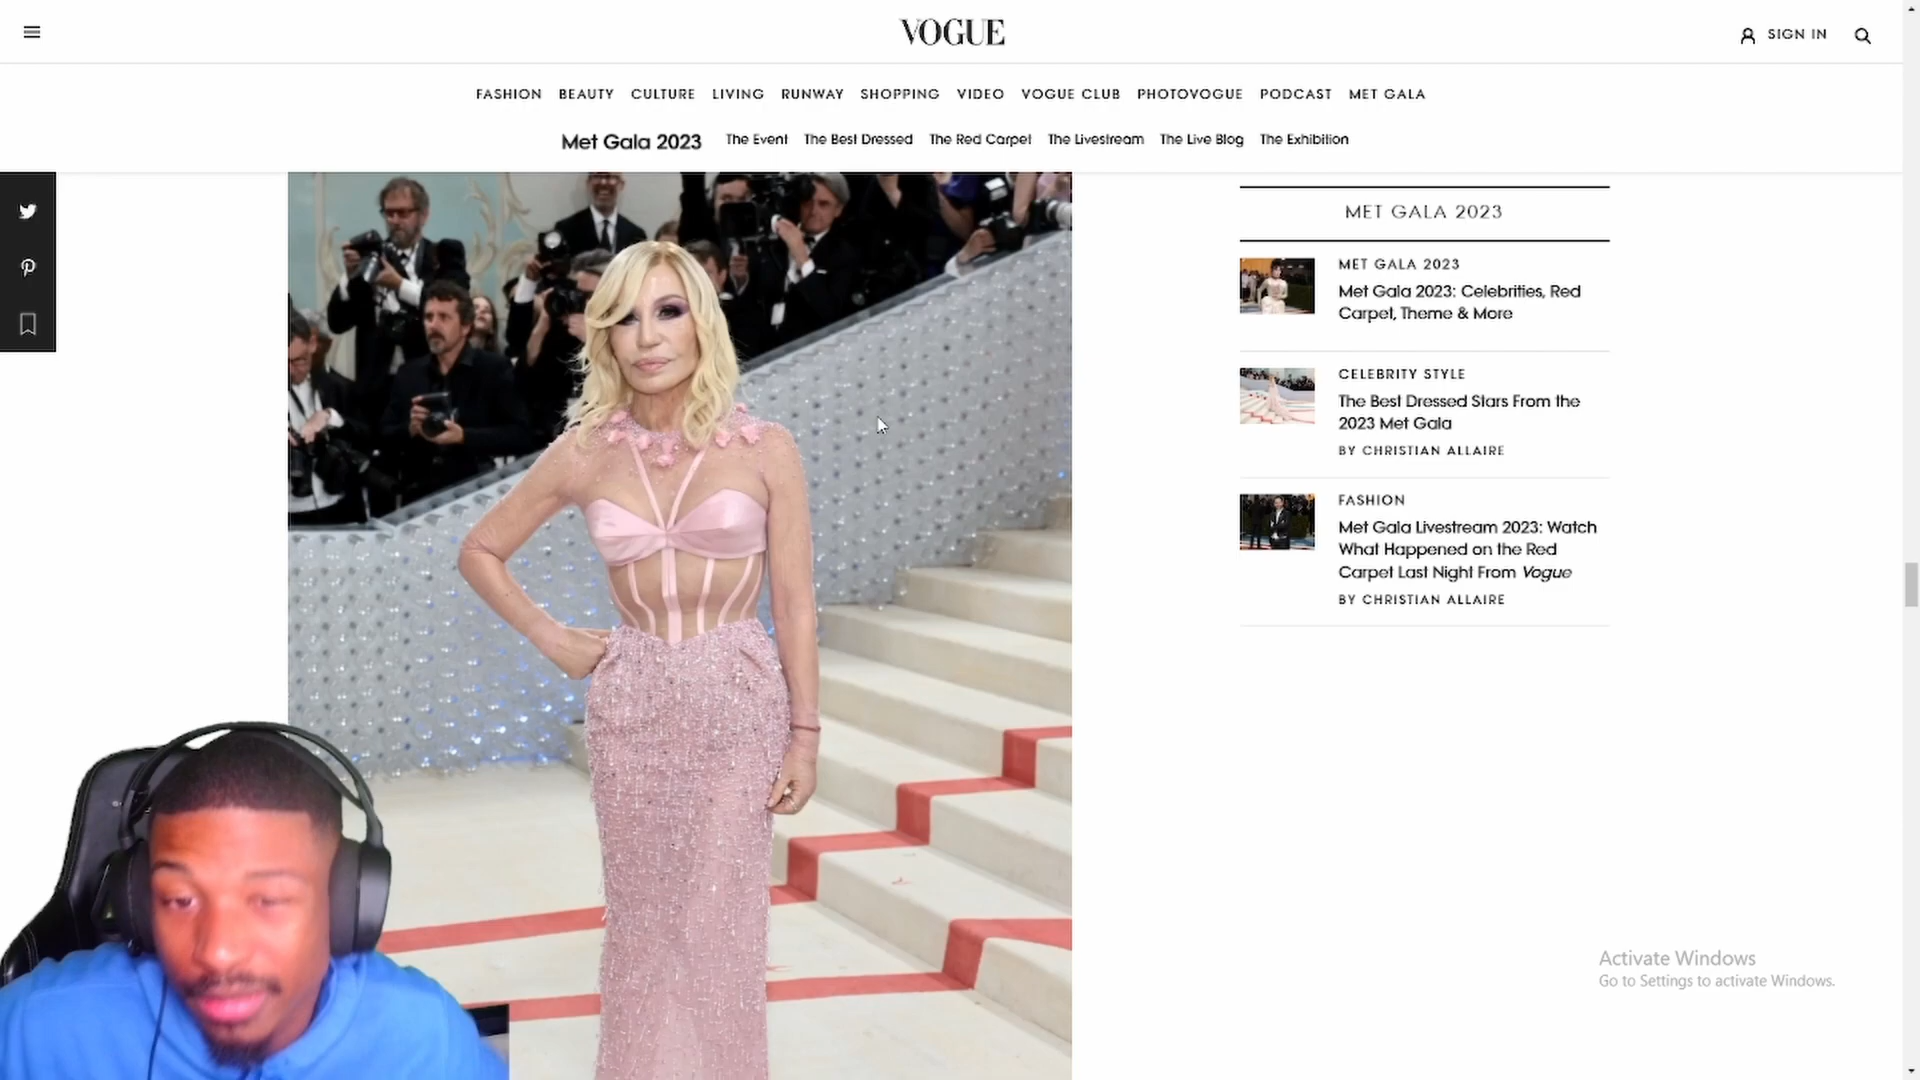 VOGUE
SIGN IN
FASHION BEAUTY CULTURE LIVING RUNWAY SHOPPING VIDEO VOGUE CLUB PHOTOVOGUE PODCAST MET GALA
Met Gala 2023 The Event The Best Dressed The Red Carpet The Livestream The Live Blog The Exhibition
MET GALA 2023
MET GALA 2023
Met Gala 2023: Celebrities, Red
Carpet, Theme & More
CELEBRITY STYLE
The Best Dressed Stars From the
2023 Met Gala
BY CHRISTIAN ALLAIRE
FASHION
Met Gala Livestream 2023: Watch
What Happened on the Red
Carpet Last Night From Vogue
BY CHRISTIAN ALLAIRE
Activate Windows
Go to Settings to activate Windows.